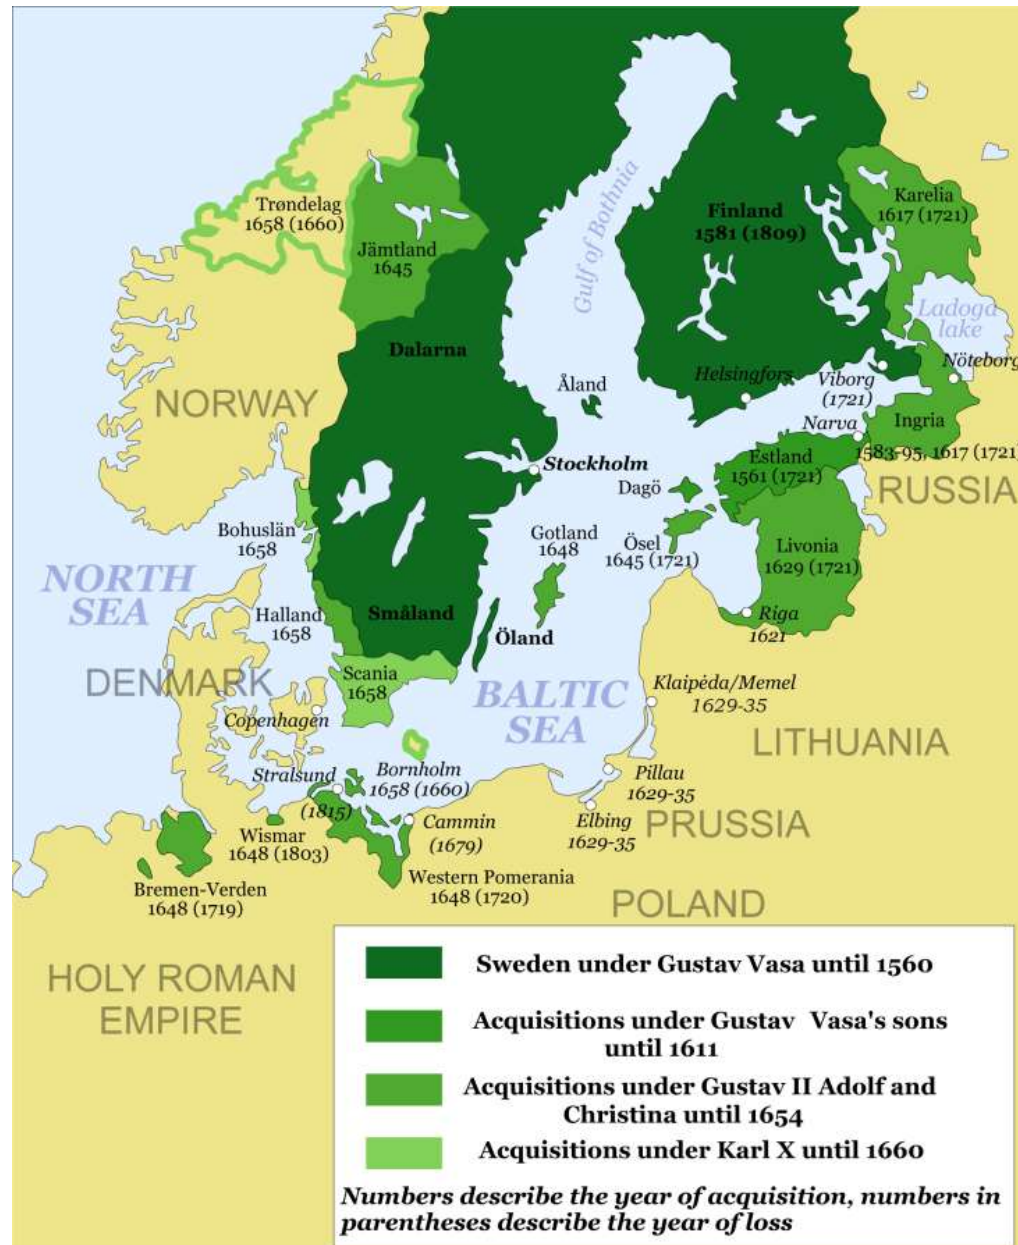 Trøndelag
1658 (1660)
Jämtland
1645
Gulf of Bothnia
Finland
1581 (1809)
Karelia
1617 (1721)
Ladoga
lake
Dalarna
Åland
Helsingfors
Viborg
(1721)
Nöteborg
NORWAY
Narva
Ingria
1583-95, 1617 (1721)
Stockholm
Estland
1561 (1721)
RUSSIA
Dagö
Bohuslän
1658
Gotland
1648
Ösel
1645 (1721)
Livonia
1629 (1721)
NORTH
SEA
Halland
1658
Småland
Öland
Riga
1621
DENMARK
Scania
1658
BALTIC
SEA
Klaipėda/Memel
1629-35
Copenhagen
LITHUANIA
Stralsund
(1815)
Bornholm
1658 (1660)
Pillau
1629-35
Wismar
1648 (1803)
Cammin
(1679)
Elbing
1629-35
PRUSSIA
Bremen-Verden
1648 (1719)
Western Pomerania
1648 (1720)
POLAND
HOLY ROMAN
EMPIRE
Sweden under Gustav Vasa until 1560
Acquisitions under Gustav Vasa's sons
until 1611
Acquisitions under Gustav II Adolf and
Christina until 1654
Acquisitions under Karl X until 1660
Numbers describe the year of acquisition, numbers in
parentheses describe the year of loss